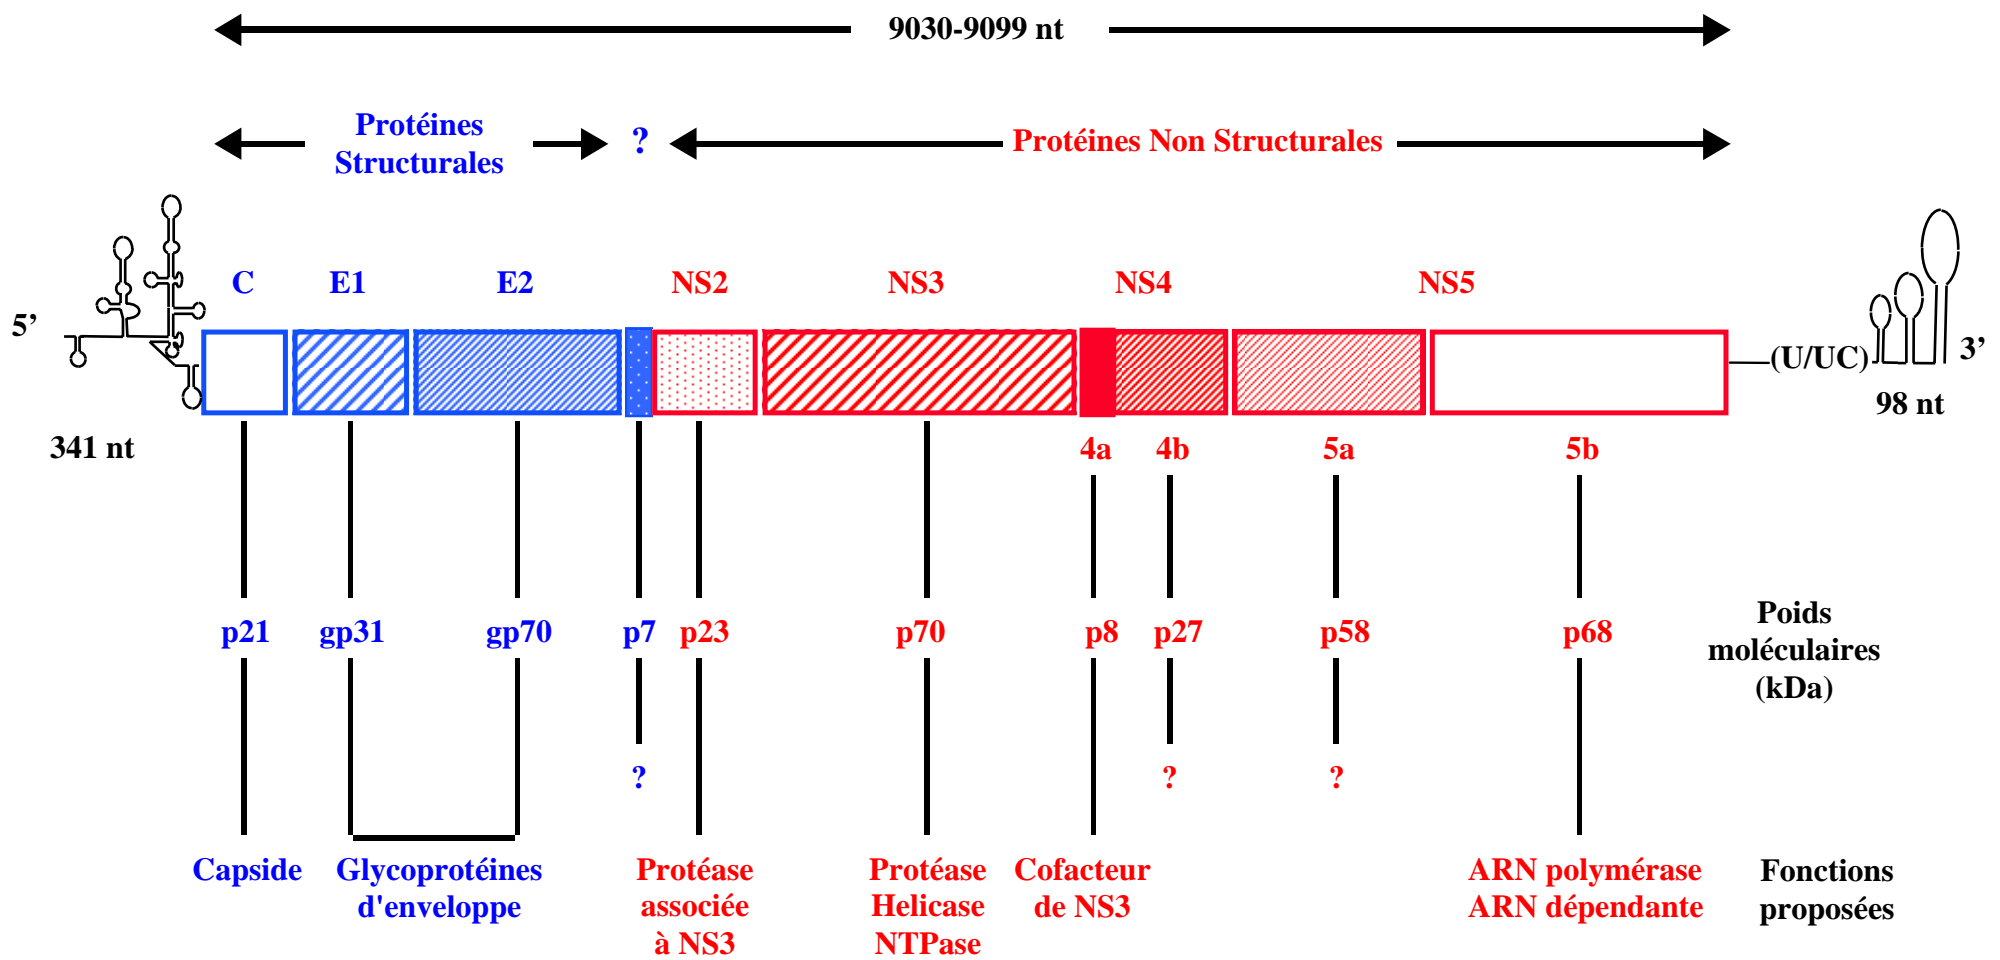 9030-9099 nt
Protéines
Structurales
?
Protéines Non Structurales
C
E1
E2
NS2
NS3
NS4
NS5
5’
(U/UC)
3’
341 nt
98 nt
4a
4b
5a
5b
p21
gp31
gp70
p7
p23
p70
p8
p27
p58
p68
Poids
moléculaires
(kDa)
?
?
?
Capside
Glycoprotéines
d'enveloppe
Protéase
associée
à NS3
Protéase
Helicase
NTPase
Cofacteur
de NS3
ARN polymérase
ARN dépendante
Fonctions
proposées